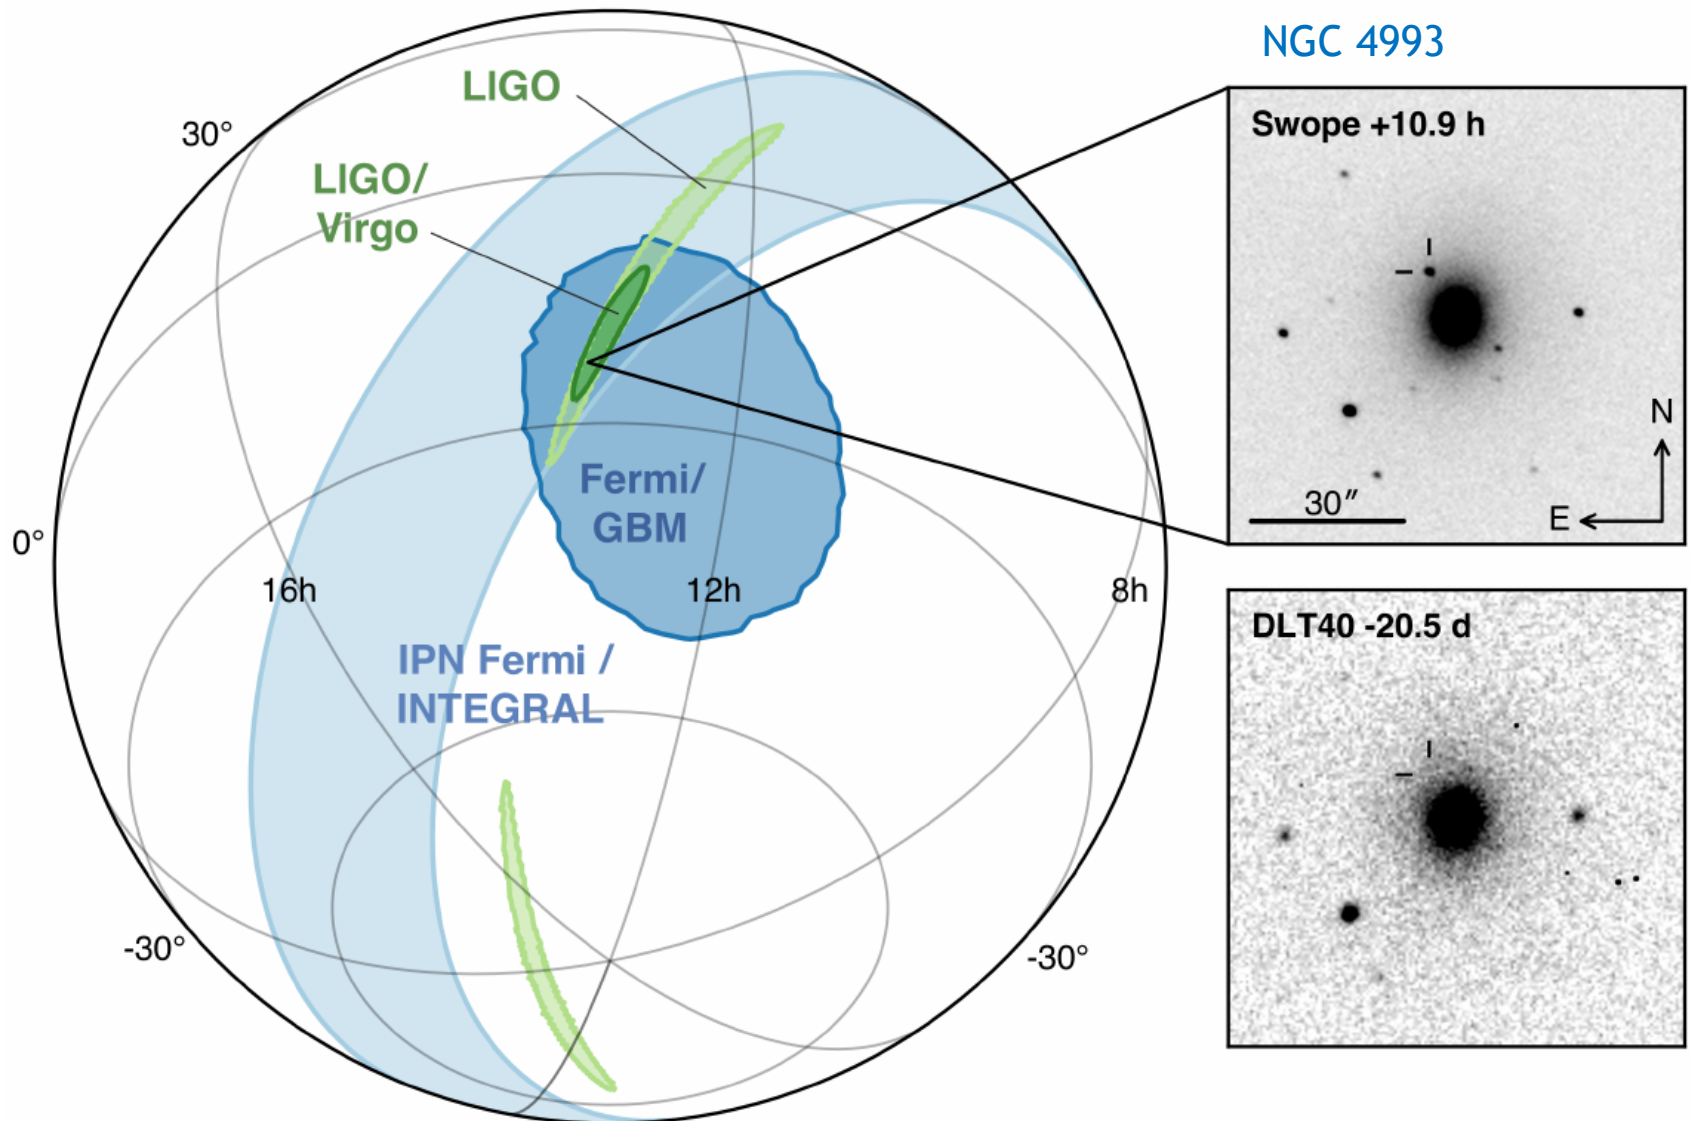 NGC 4993
LIGO
LIGO/
Virgo
30°
0°
16h
12h
8h
Fermi/
GBM
IPN Fermi /
INTEGRAL
-30°
-30°
Swope +10.9 h
30″
N
E
DLT40 -20.5 d